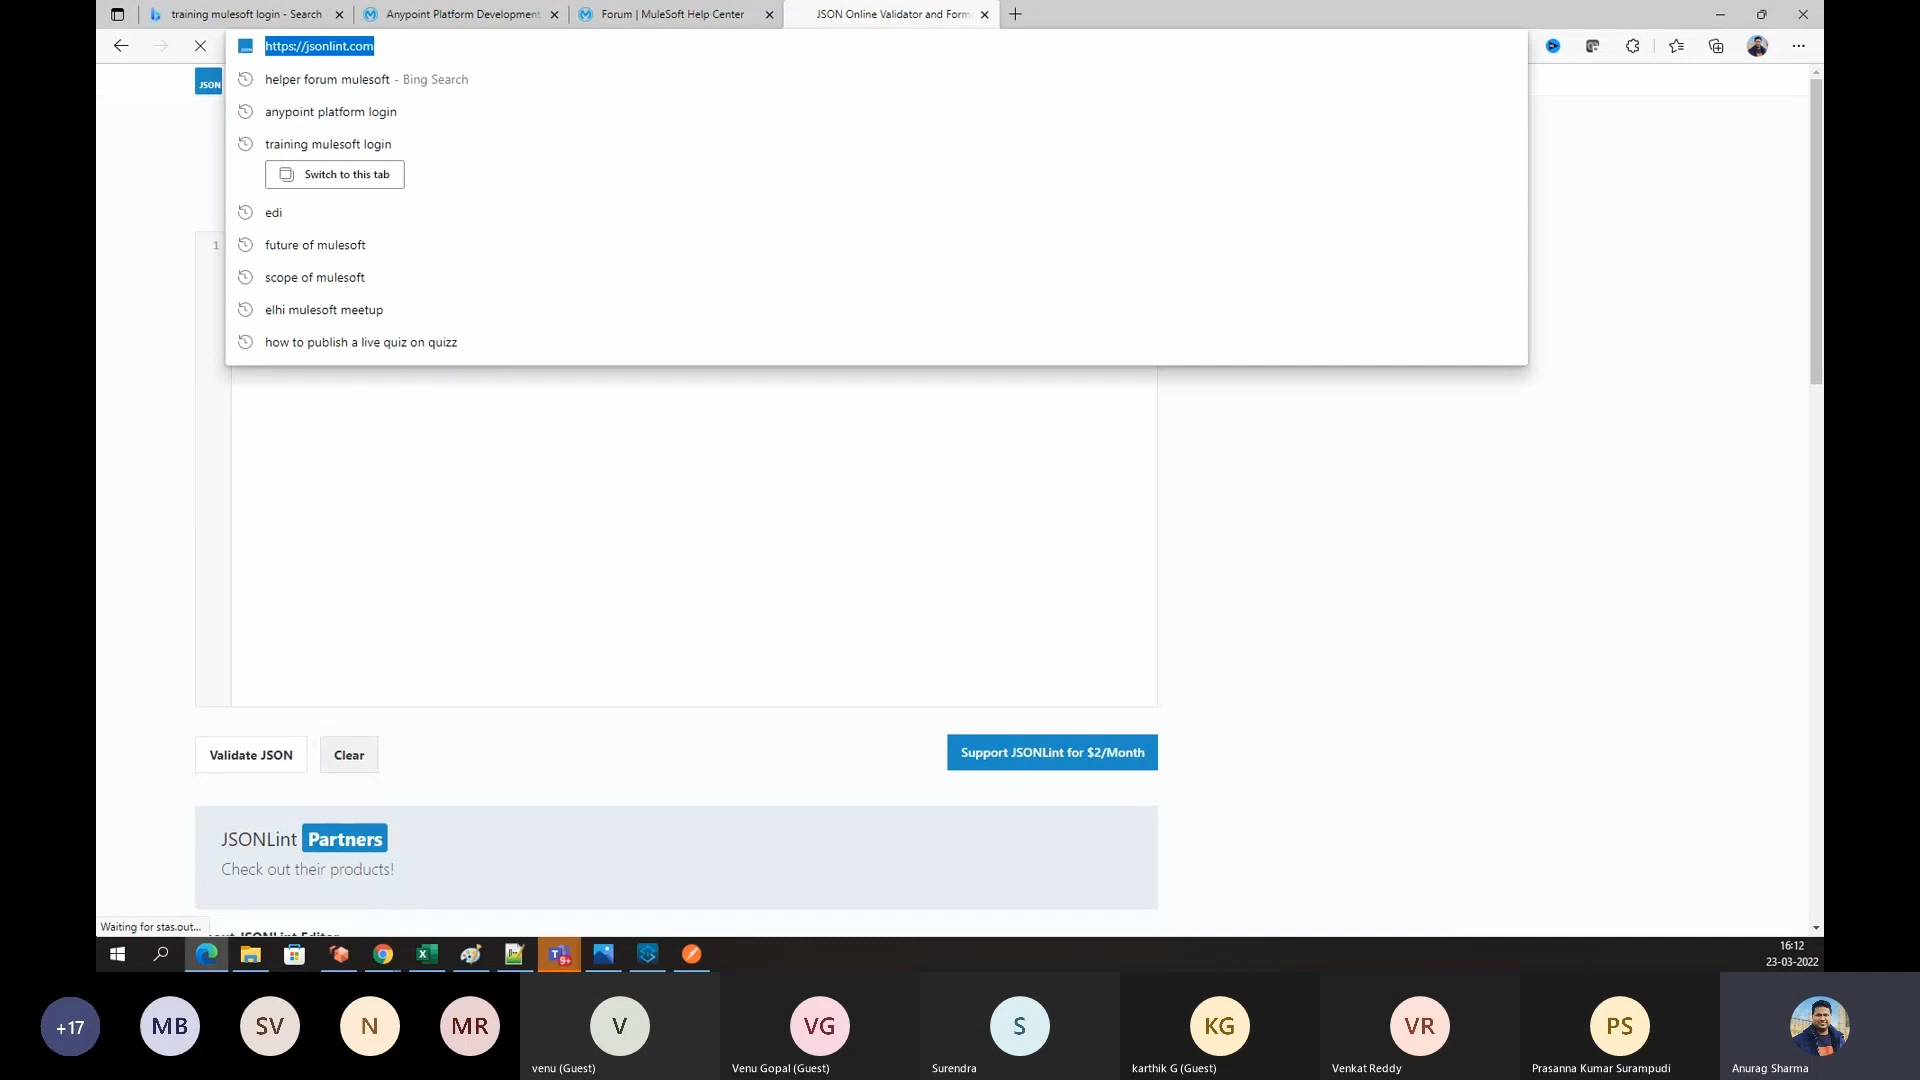 training mulesoft login - Search
Anypoint Platform Development
Forum | MuleSoft Help Center
JSON Online Validator and Form
https://jsonlint.com
helper forum mulesoft - Bing Search
anypoint platform login
training mulesoft login
Switch to this tab
edi
future of mulesoft
scope of mulesoft
elhi mulesoft meetup
how to publish a live quiz on quizz
JSON
1
Validate JSON
Clear
Support JSONLint for $2/Month
JSONLint Partners
Check out their products!
Waiting for stas.out...
out JSONLint Editor
T
9+
16:12
23-03-2022
+17
MB
SV
N
MR
V
VG
S
KG
VR
PS
venu (Guest)
Venu Gopal (Guest)
Surendra
karthik G (Guest)
Venkat Reddy
Prasanna Kumar Surampudi
Anurag Sharma